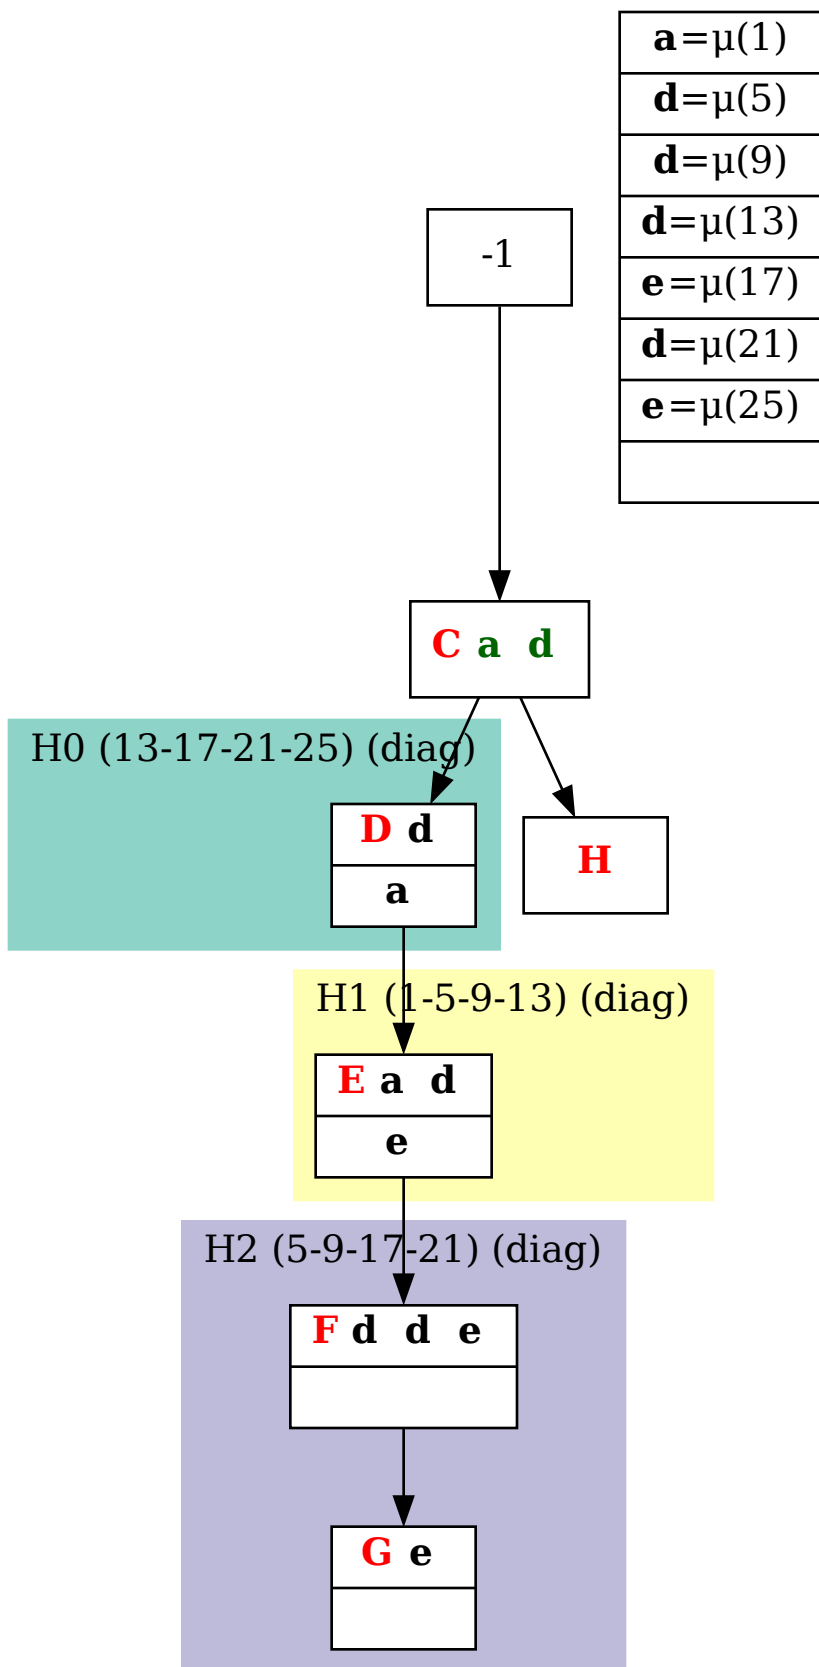 a=μ(1)
d=μ(5)
d=μ(9)
d=μ(13)
e=μ(17)
d=μ(21)
e=μ(25)
-1
C a d
H0 (13-17-21-25) (diag)
D d
a
H
H1 (1-5-9-13) (diag)
E a d
e
H2 (5-9-17-21) (diag)
F d d e
G e